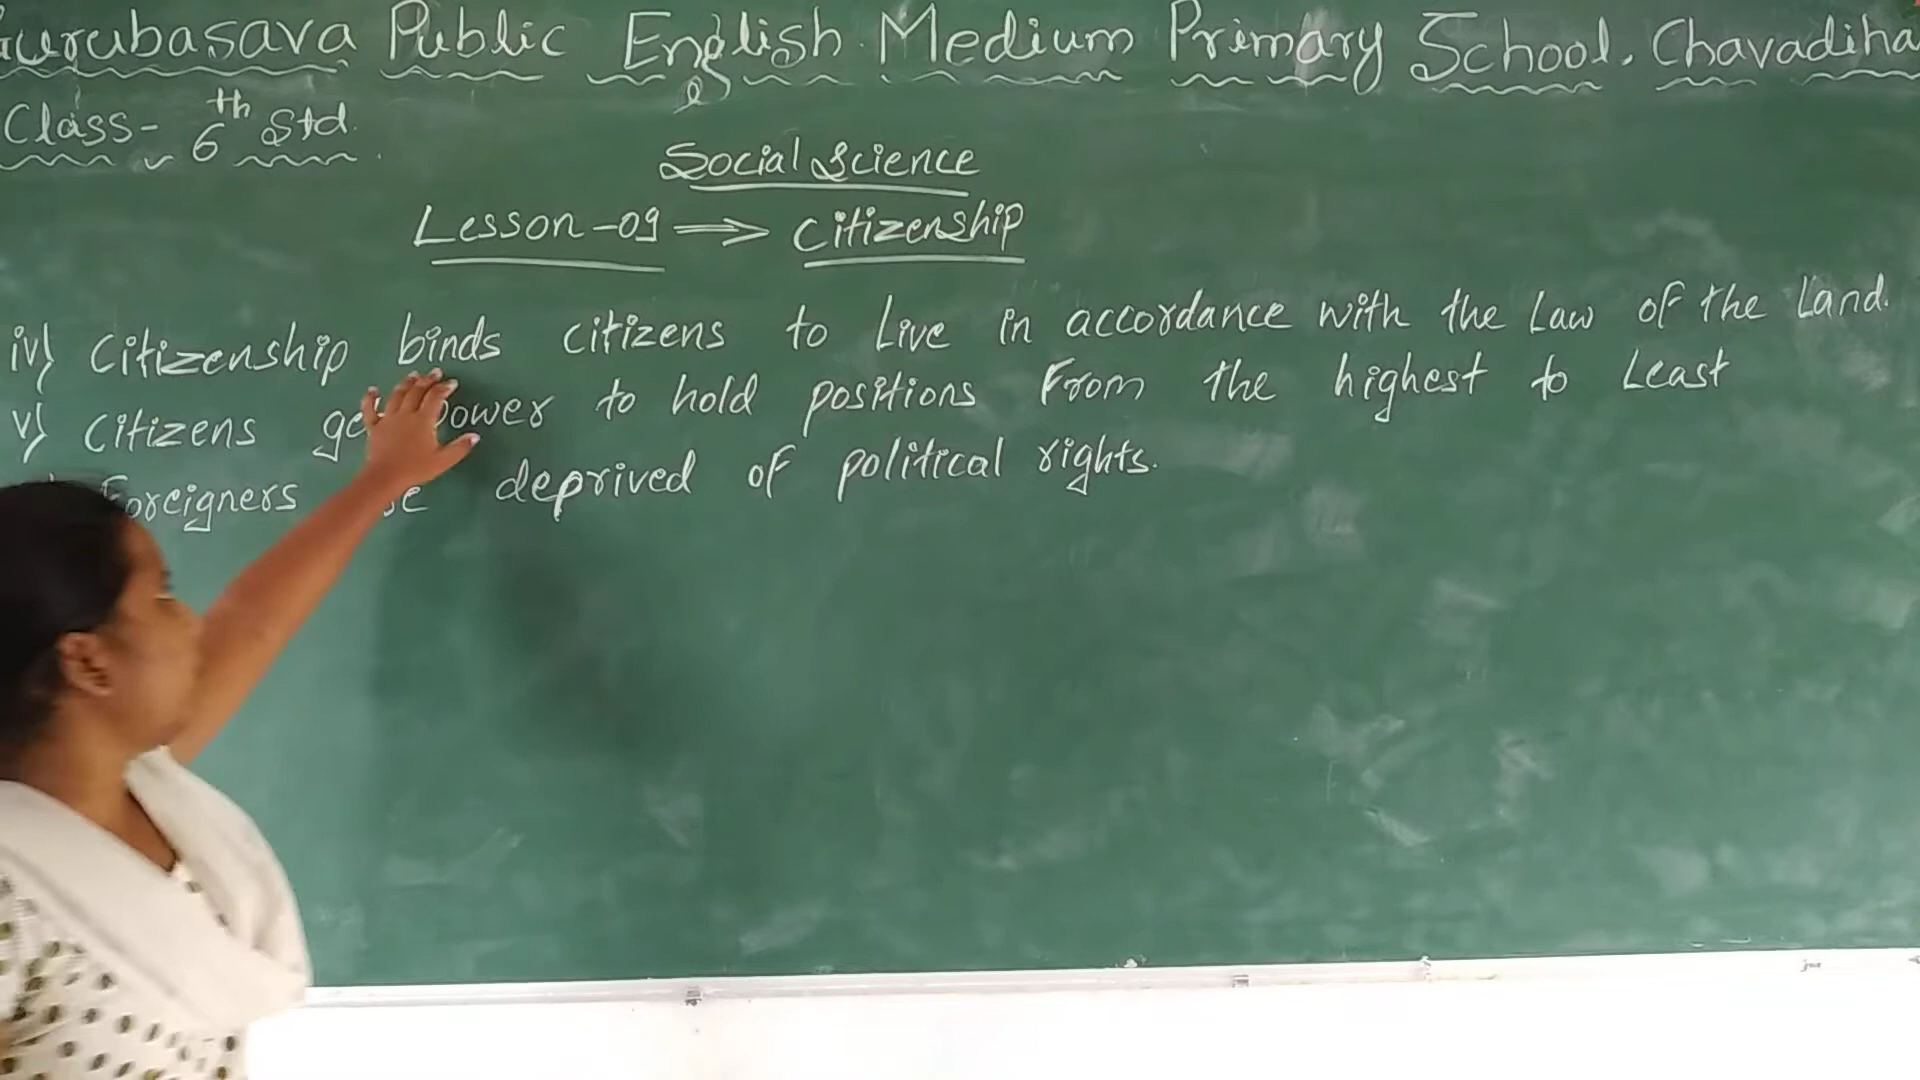 Gurubasava Public English Medium Primary School, Chavadiha
Class- 6th Std.
Social Science
Lesson-09 ⇒ Citizenship
iv) Citizenship binds citizens to Live in accordance with the Law of the Land.
v) Citizens power to hold positions From the highest to Least
Foreigners deprived of political rights.